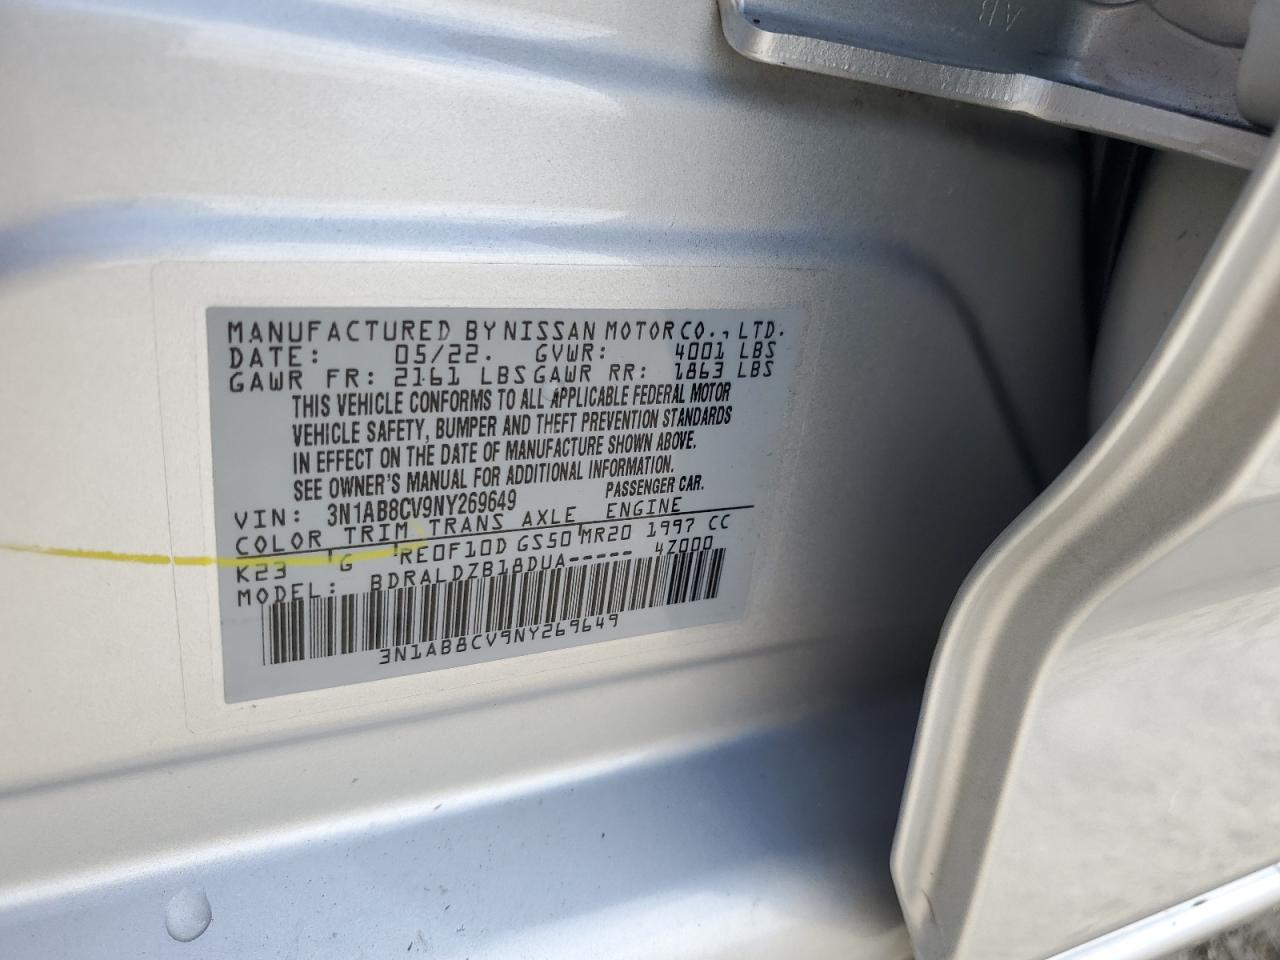 AB
MANUFACTURED BY NISSAN MOTOR CO., LTD.
DATE: 05/22. GVWR: 4001 LBS
GAWR FR: 2161 LBS GAWR RR: 1863 LBS
THIS VEHICLE CONFORMS TO ALL APPLICABLE FEDERAL MOTOR
VEHICLE SAFETY, BUMPER AND THEFT PREVENTION STANDARDS
IN EFFECT ON THE DATE OF MANUFACTURE SHOWN ABOVE.
SEE OWNER'S MANUAL FOR ADDITIONAL INFORMATION.
VIN: 3N1AB8CV9NY269649 PASSENGER CAR.
COLOR TRIM TRANS AXLE ENGINE
K23 G RE0F10D GS50 MR20 1997 CC
MODEL: BDRALDZB18DUA----- 4Z000
3N1AB8CV9NY269649